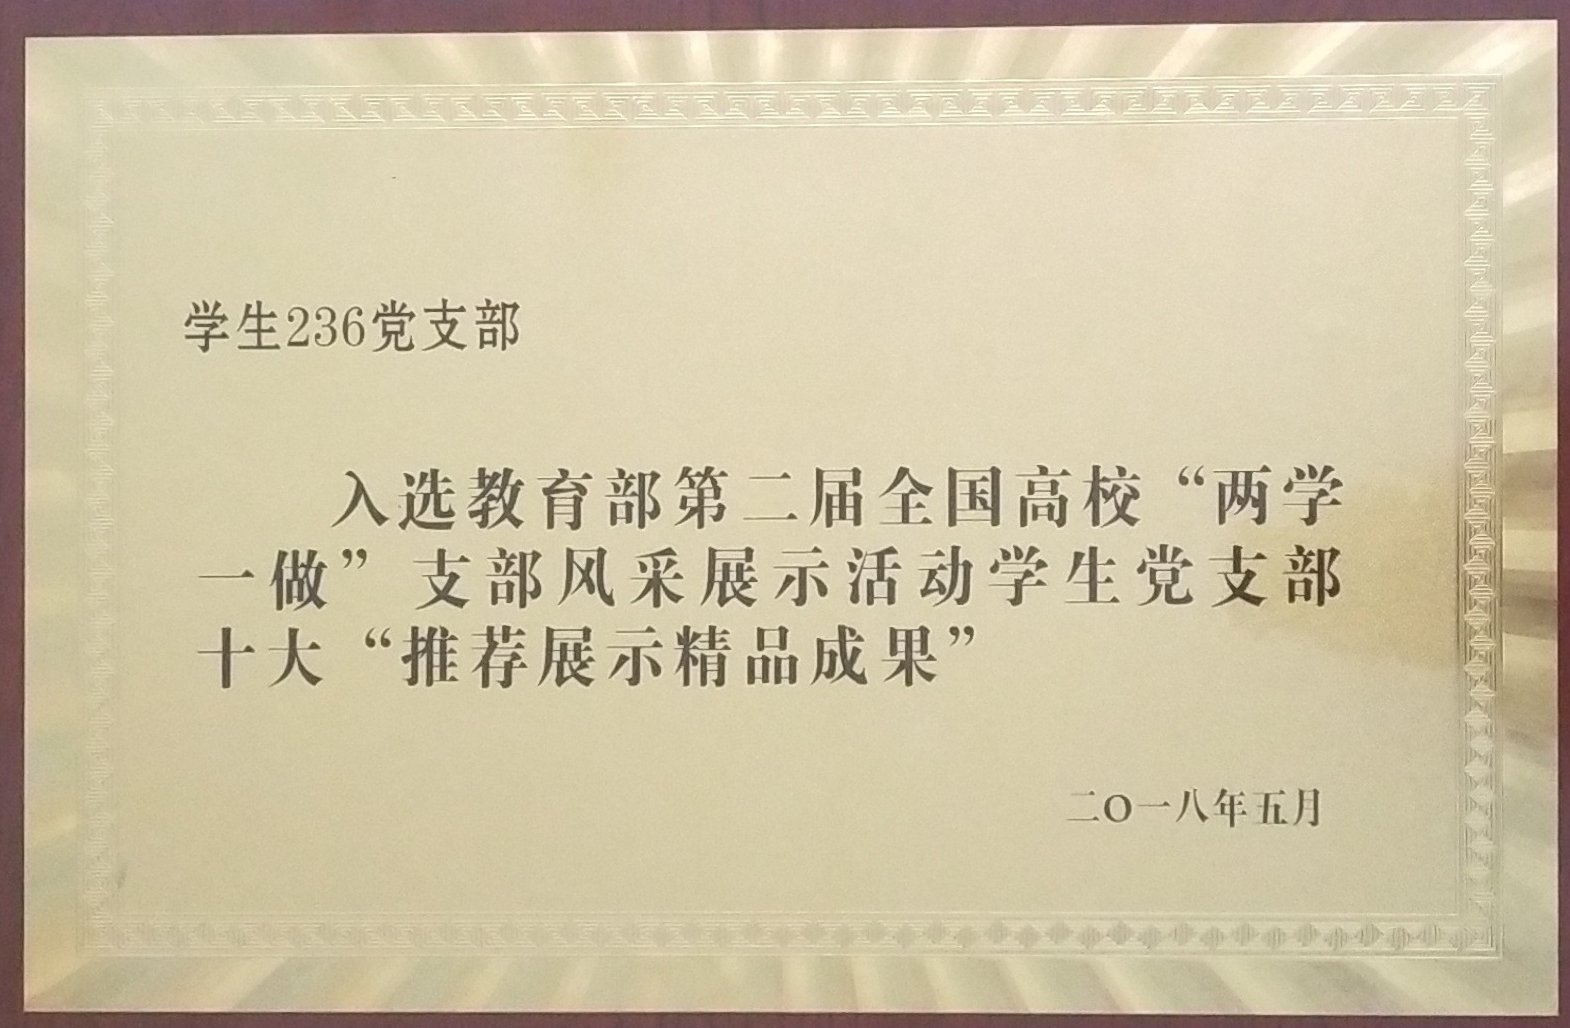 学生236党支部
入选教育部第二届全国高校“两学
一做”支部风采展示活动学生党支部
十大“推荐展示精品成果”
二〇一八年五月